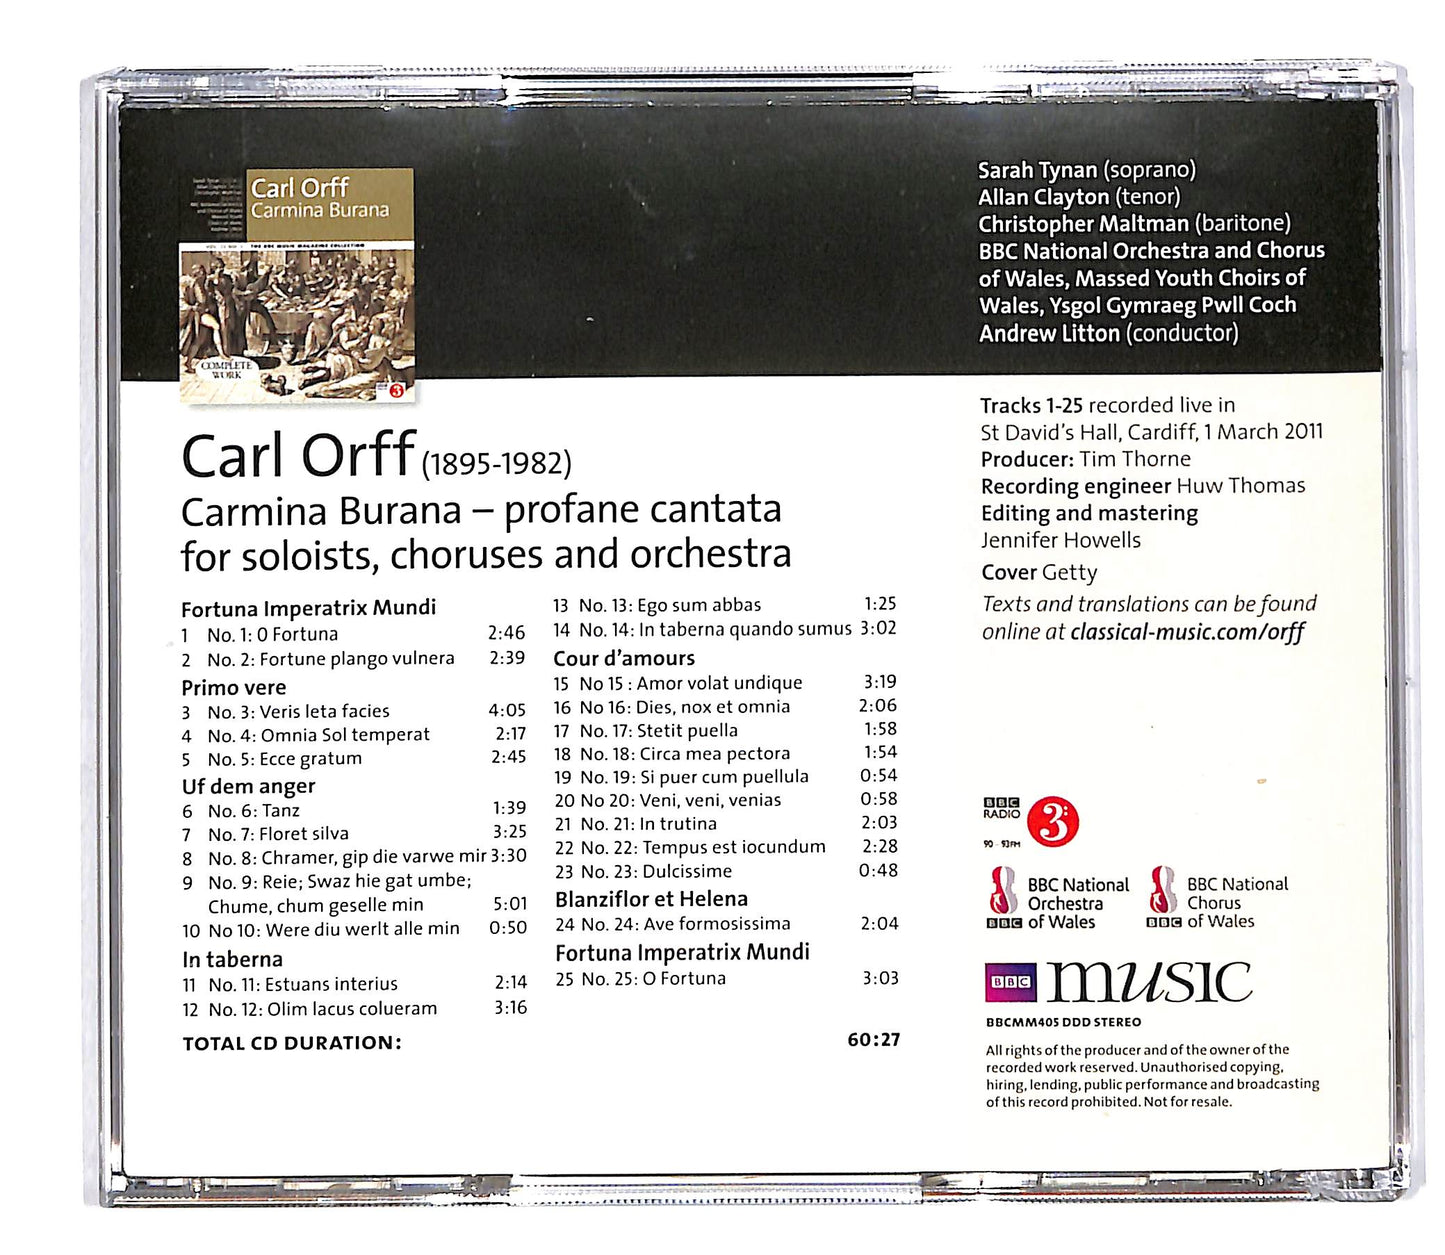 Carl Orff
Carmina Burana
THE BBC MUSIC MAGAZINE COLLECTION
COMPLETE
WORK
3
Sarah Tynan (soprano)
Allan Clayton (tenor)
Christopher Maltman (baritone)
BBC National Orchestra and Chorus
of Wales, Massed Youth Choirs of
Wales, Ysgol Gymraeg Pwll Coch
Andrew Litton (conductor)
Carl Orff (1895-1982)
Carmina Burana – profane cantata
for soloists, choruses and orchestra
Fortuna Imperatrix Mundi
1 No. 1: O Fortuna 2:46
2 No. 2: Fortune plango vulnera 2:39
Primo vere
3 No. 3: Veris leta facies 4:05
4 No. 4: Omnia Sol temperat 2:17
5 No. 5: Ecce gratum 2:45
Uf dem anger
6 No. 6: Tanz 1:39
7 No. 7: Floret silva 3:25
8 No. 8: Chramer, gip die varwe mir 3:30
9 No. 9: Reie; Swaz hie gat umbe;
Chume, chum geselle min 5:01
10 No 10: Were diu werlt alle min 0:50
In taberna
11 No. 11: Estuans interius 2:14
12 No. 12: Olim lacus colueram 3:16
13 No. 13: Ego sum abbas 1:25
14 No. 14: In taberna quando sumus 3:02
Cour d'amours
15 No 15 : Amor volat undique 3:19
16 No 16: Dies, nox et omnia 2:06
17 No. 17: Stetit puella 1:58
18 No. 18: Circa mea pectora 1:54
19 No. 19: Si puer cum puellula 0:54
20 No 20: Veni, veni, venias 0:58
21 No. 21: In trutina 2:03
22 No. 22: Tempus est iocundum 2:28
23 No. 23: Dulcissime 0:48
Blanziflor et Helena
24 No. 24: Ave formosissima 2:04
Fortuna Imperatrix Mundi
25 No. 25: O Fortuna 3:03
TOTAL CD DURATION: 60:27
Tracks 1-25 recorded live in
St David's Hall, Cardiff, 1 March 2011
Producer: Tim Thorne
Recording engineer Huw Thomas
Editing and mastering
Jennifer Howells
Cover Getty
Texts and translations can be found
online at classical-music.com/orff
BBC
RADIO
3
90 - 93FM
BBC National
Orchestra
BBC of Wales
BBC National
Chorus
BBC of Wales
BBC music
BBCMM405 DDD STEREO
All rights of the producer and of the owner of the
recorded work reserved. Unauthorised copying,
hiring, lending, public performance and broadcasting
of this record prohibited. Not for resale.